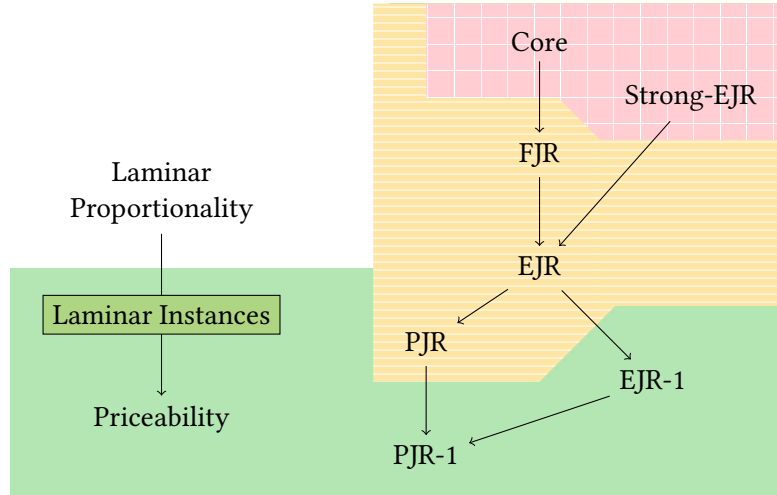 Core
Strong-EJR
FJR
Laminar
Proportionality
EJR
Laminar Instances
PJR
EJR-1
Priceability
PJR-1